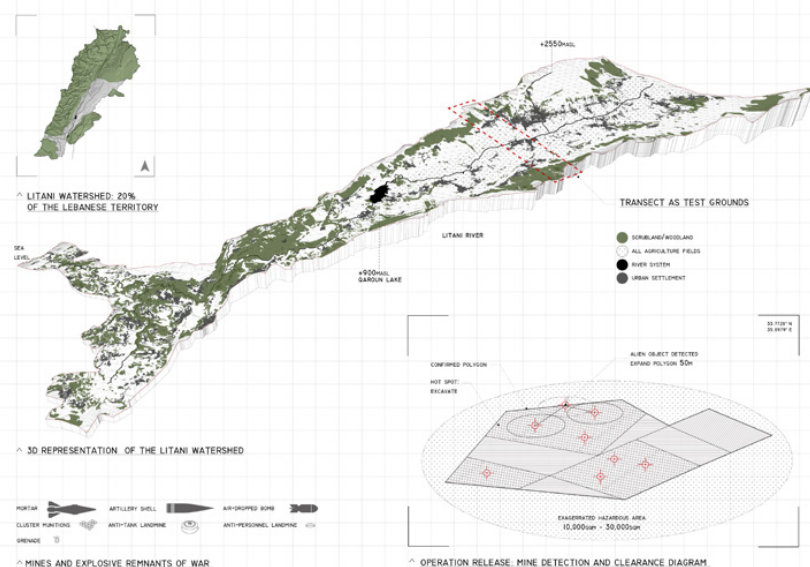 +2550MASL
^ LITANI WATERSHED: 20%
OF THE LEBANESE TERRITORY
TRANSECT AS TEST GROUNDS
LITANI RIVER
SCRUBLAND/WOODLAND
ALL AGRICULTURE FIELDS
RIVER SYSTEM
URBAN SETTLEMENT
SEA
LEVEL
+900MASL
QAROUN LAKE
^ 3D REPRESENTATION OF THE LITANI WATERSHED
CONFIRMED POLYGON
HOT SPOT:
EXCAVATE
ALIEN OBJECT DETECTED
EXPAND POLYGON 50M
EXAGERRATED HAZARDOUS AREA
10,000SQM - 30,000SQM
MORTAR
ARTILLERY SHELL
AIR-DROPPED BOMB
CLUSTER MUNITIONS
ANTI-TANK LANDMINE
ANTI-PERSONNEL LANDMINE
GRENADE
^ MINES AND EXPLOSIVE REMNANTS OF WAR
^ OPERATION RELEASE: MINE DETECTION AND CLEARANCE DIAGRAM